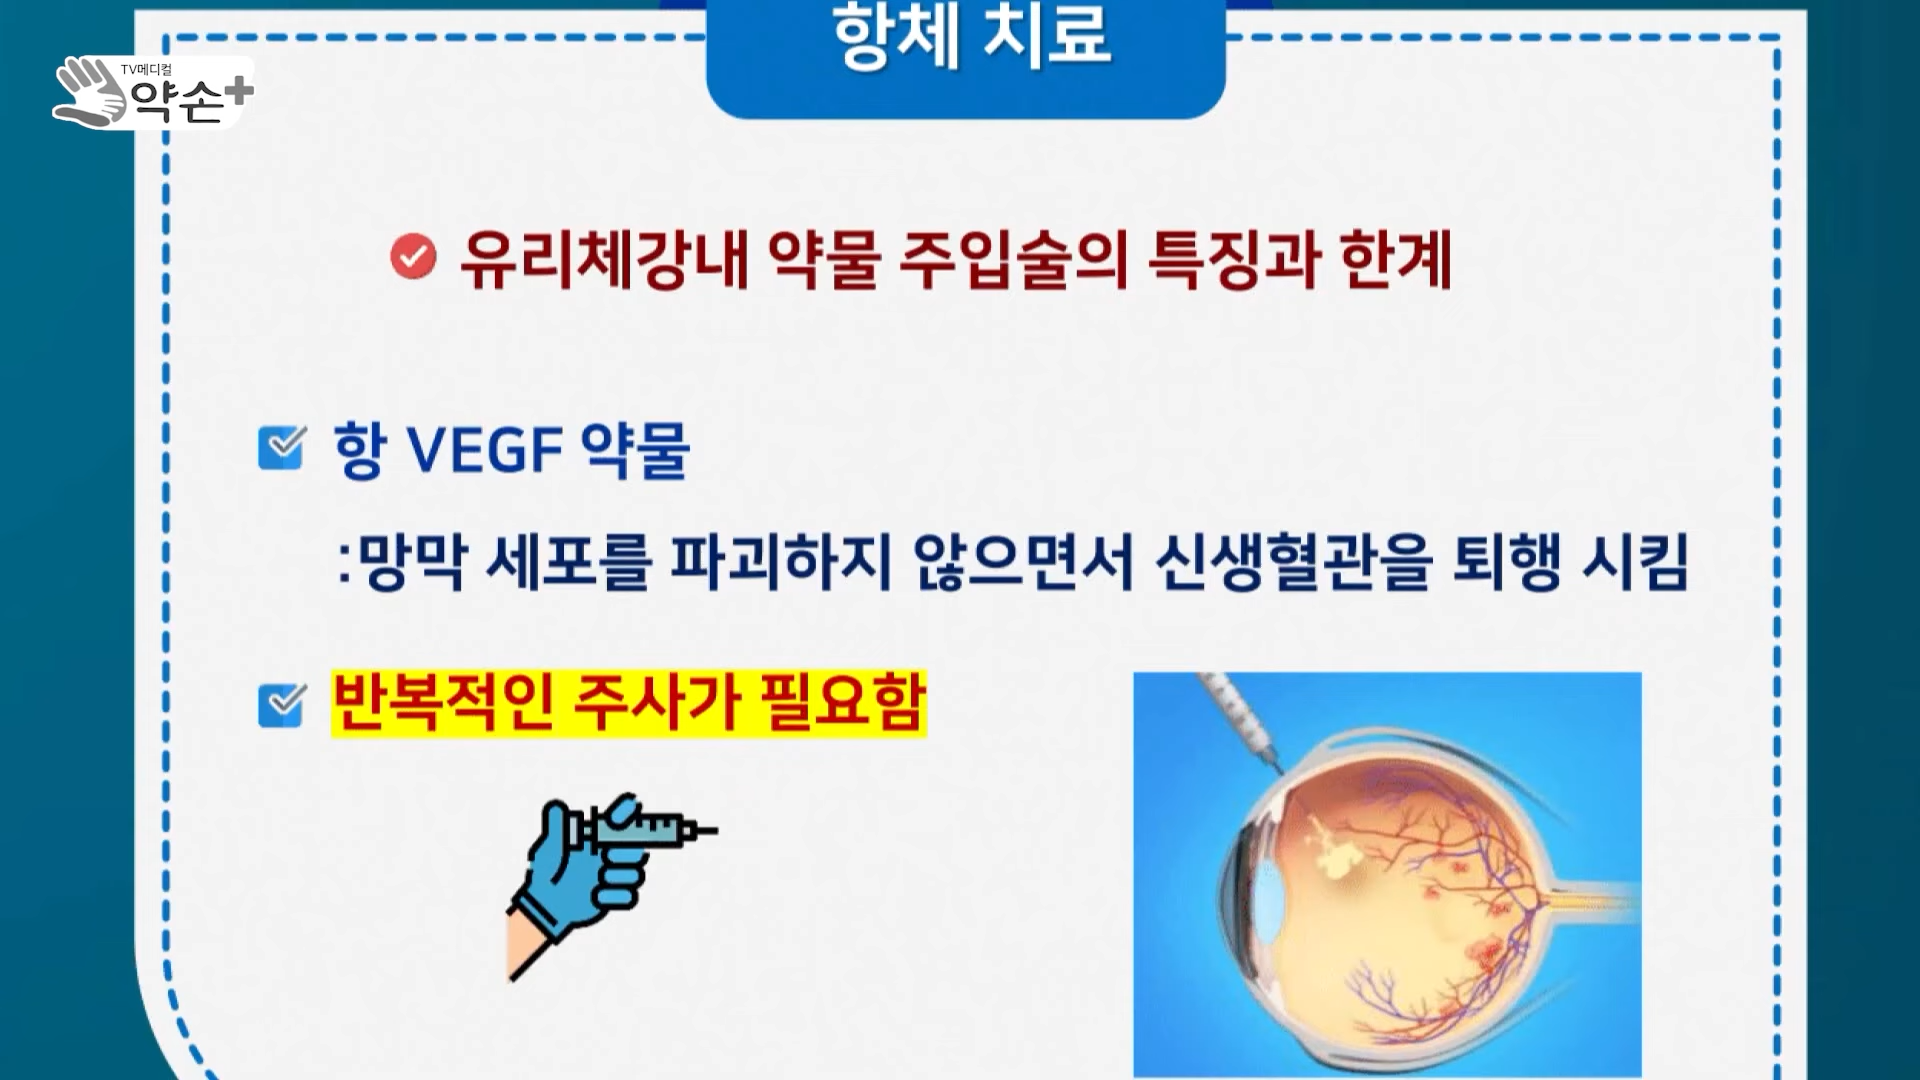 항체 치료
TV메디컬
약손+
유리체강내 약물 주입술의 특징과 한계
항 VEGF 약물
:망막 세포를 파괴하지 않으면서 신생혈관을 퇴행 시킴
반복적인 주사가 필요함